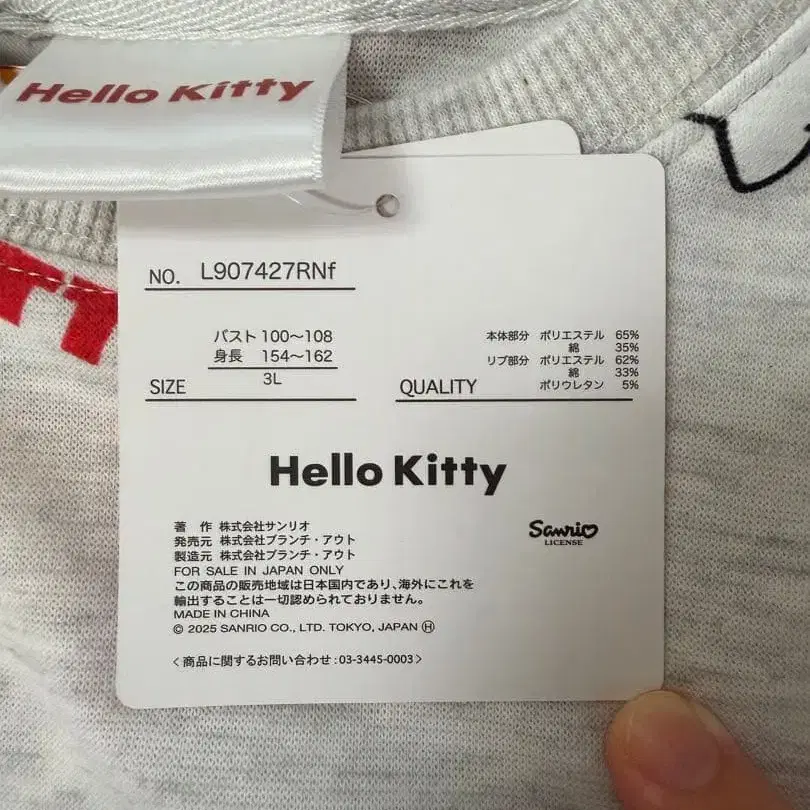 Hello Kitty
TT
NO. L907427RNf
バスト 100～108
身長 154～162
SIZE 3L
本体部分 ポリエステル 65%
綿 35%
リブ部分 ポリエステル 62%
綿 33%
QUALITY ポリウレタン 5%
Hello Kitty
著 作 株式会社サンリオ
発売元 株式会社ブランチ・アウト
製造元 株式会社ブランチ・アウト
FOR SALE IN JAPAN ONLY
この商品の販売地域は日本国内であり、海外にこれを
輸出することは一切認められておりません。
MADE IN CHINA
© 2025 SANRIO CO., LTD. TOKYO, JAPAN Ⓗ
〈商品に関するお問い合わせ：03-3445-0003〉
Sanrio
LICENSE